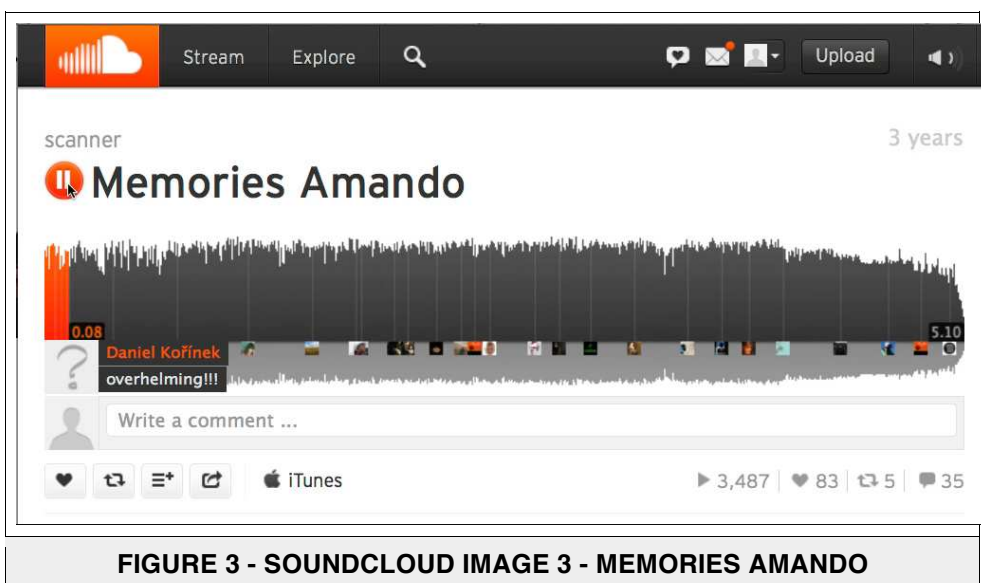 Stream Explore Upload
scanner 3 years
Memories Amando
0.08 5.10
Daniel Kořínek
overhelming!!!
Write a comment ...
iTunes 3,487 83 5 35
FIGURE 3 - SOUNDCLOUD IMAGE 3 - MEMORIES AMANDO